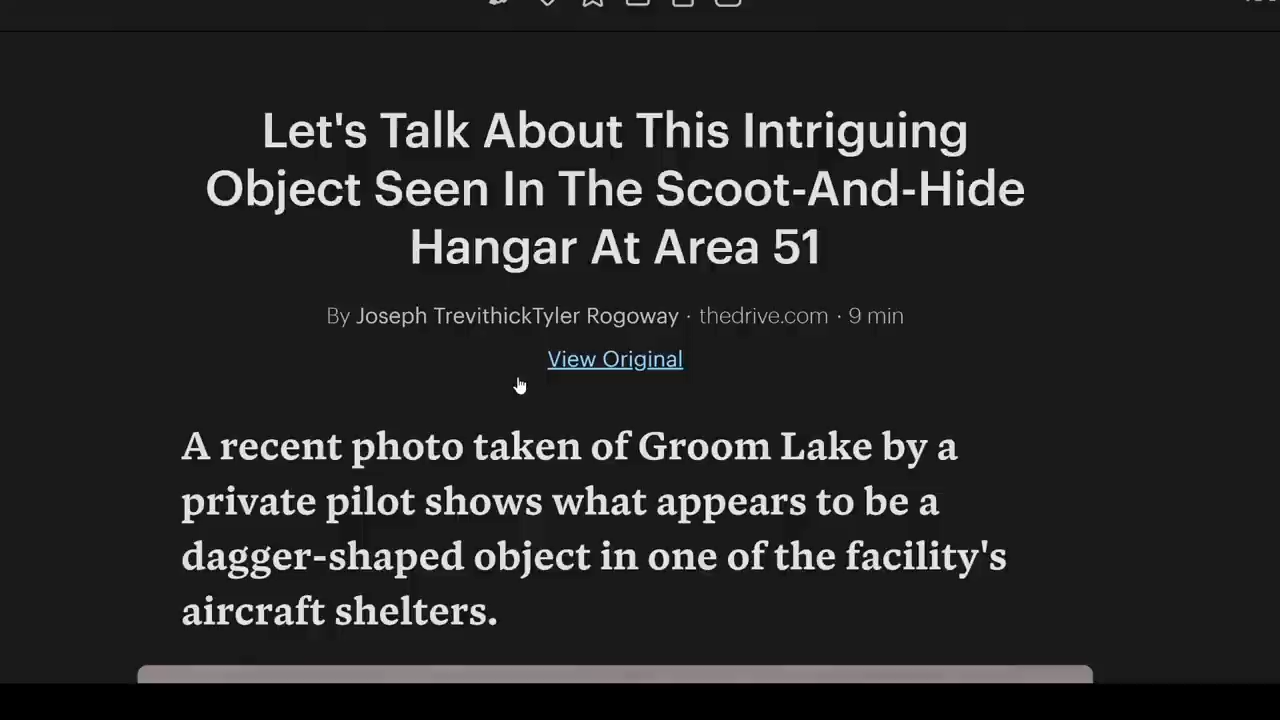 Let's Talk About This Intriguing
Object Seen In The Scoot-And-Hide
Hangar At Area 51
By Joseph TrevithickTyler Rogoway · thedrive.com · 9 min
View Original
A recent photo taken of Groom Lake by a
private pilot shows what appears to be a
dagger-shaped object in one of the facility's
aircraft shelters.